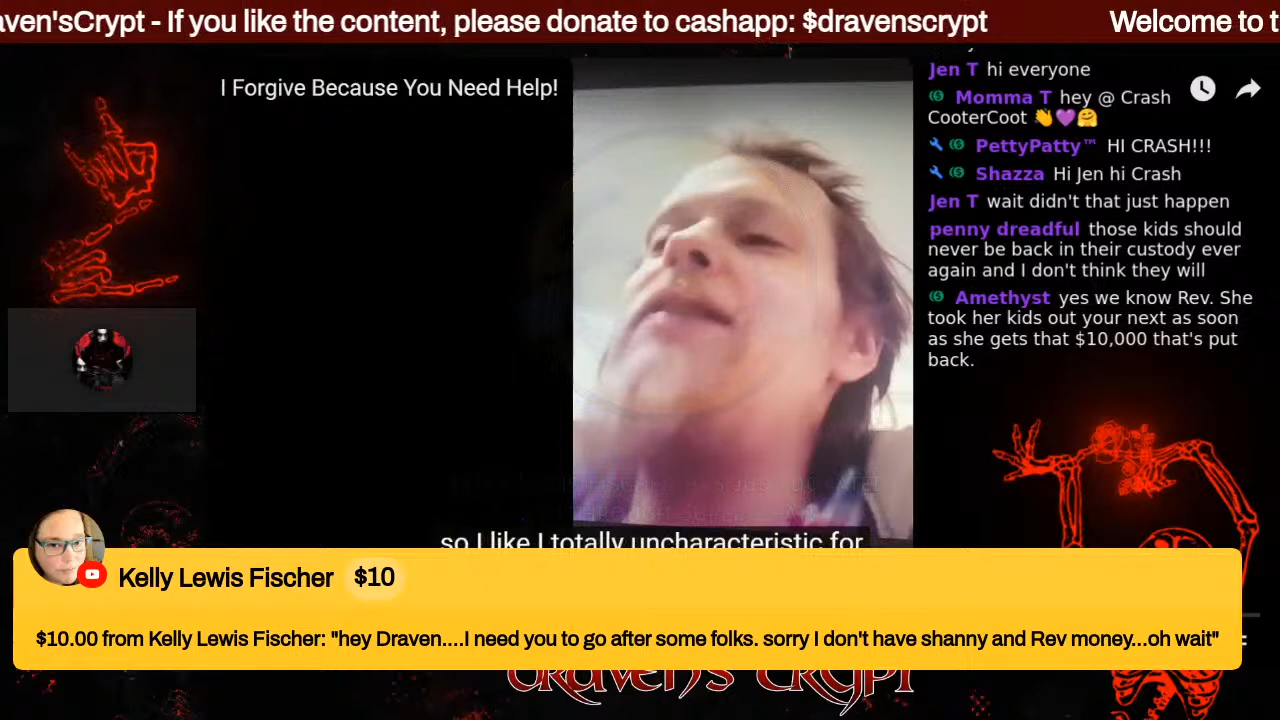 aven'sCrypt - If you like the content, please donate to cashapp: $dravenscrypt
Welcome to t
I Forgive Because You Need Help!
Jen T hi everyone
Momma T hey @ Crash
CooterCoot 👋💜🤗
PettyPatty™ HI CRASH!!!
Shazza Hi Jen hi Crash
Jen T wait didn't that just happen
penny dreadful those kids should
never be back in their custody ever
again and I don't think they will
Amethyst yes we know Rev. She
took her kids out your next as soon
as she gets that $10,000 that's put
back.
so I like I totally uncharacteristic for
Kelly Lewis Fischer $10
$10.00 from Kelly Lewis Fischer: "hey Draven....I need you to go after some folks. sorry I don't have shanny and Rev money...oh wait"
draven's crypt